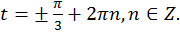 t = ± π/3 + 2πn, n ∈ Z.